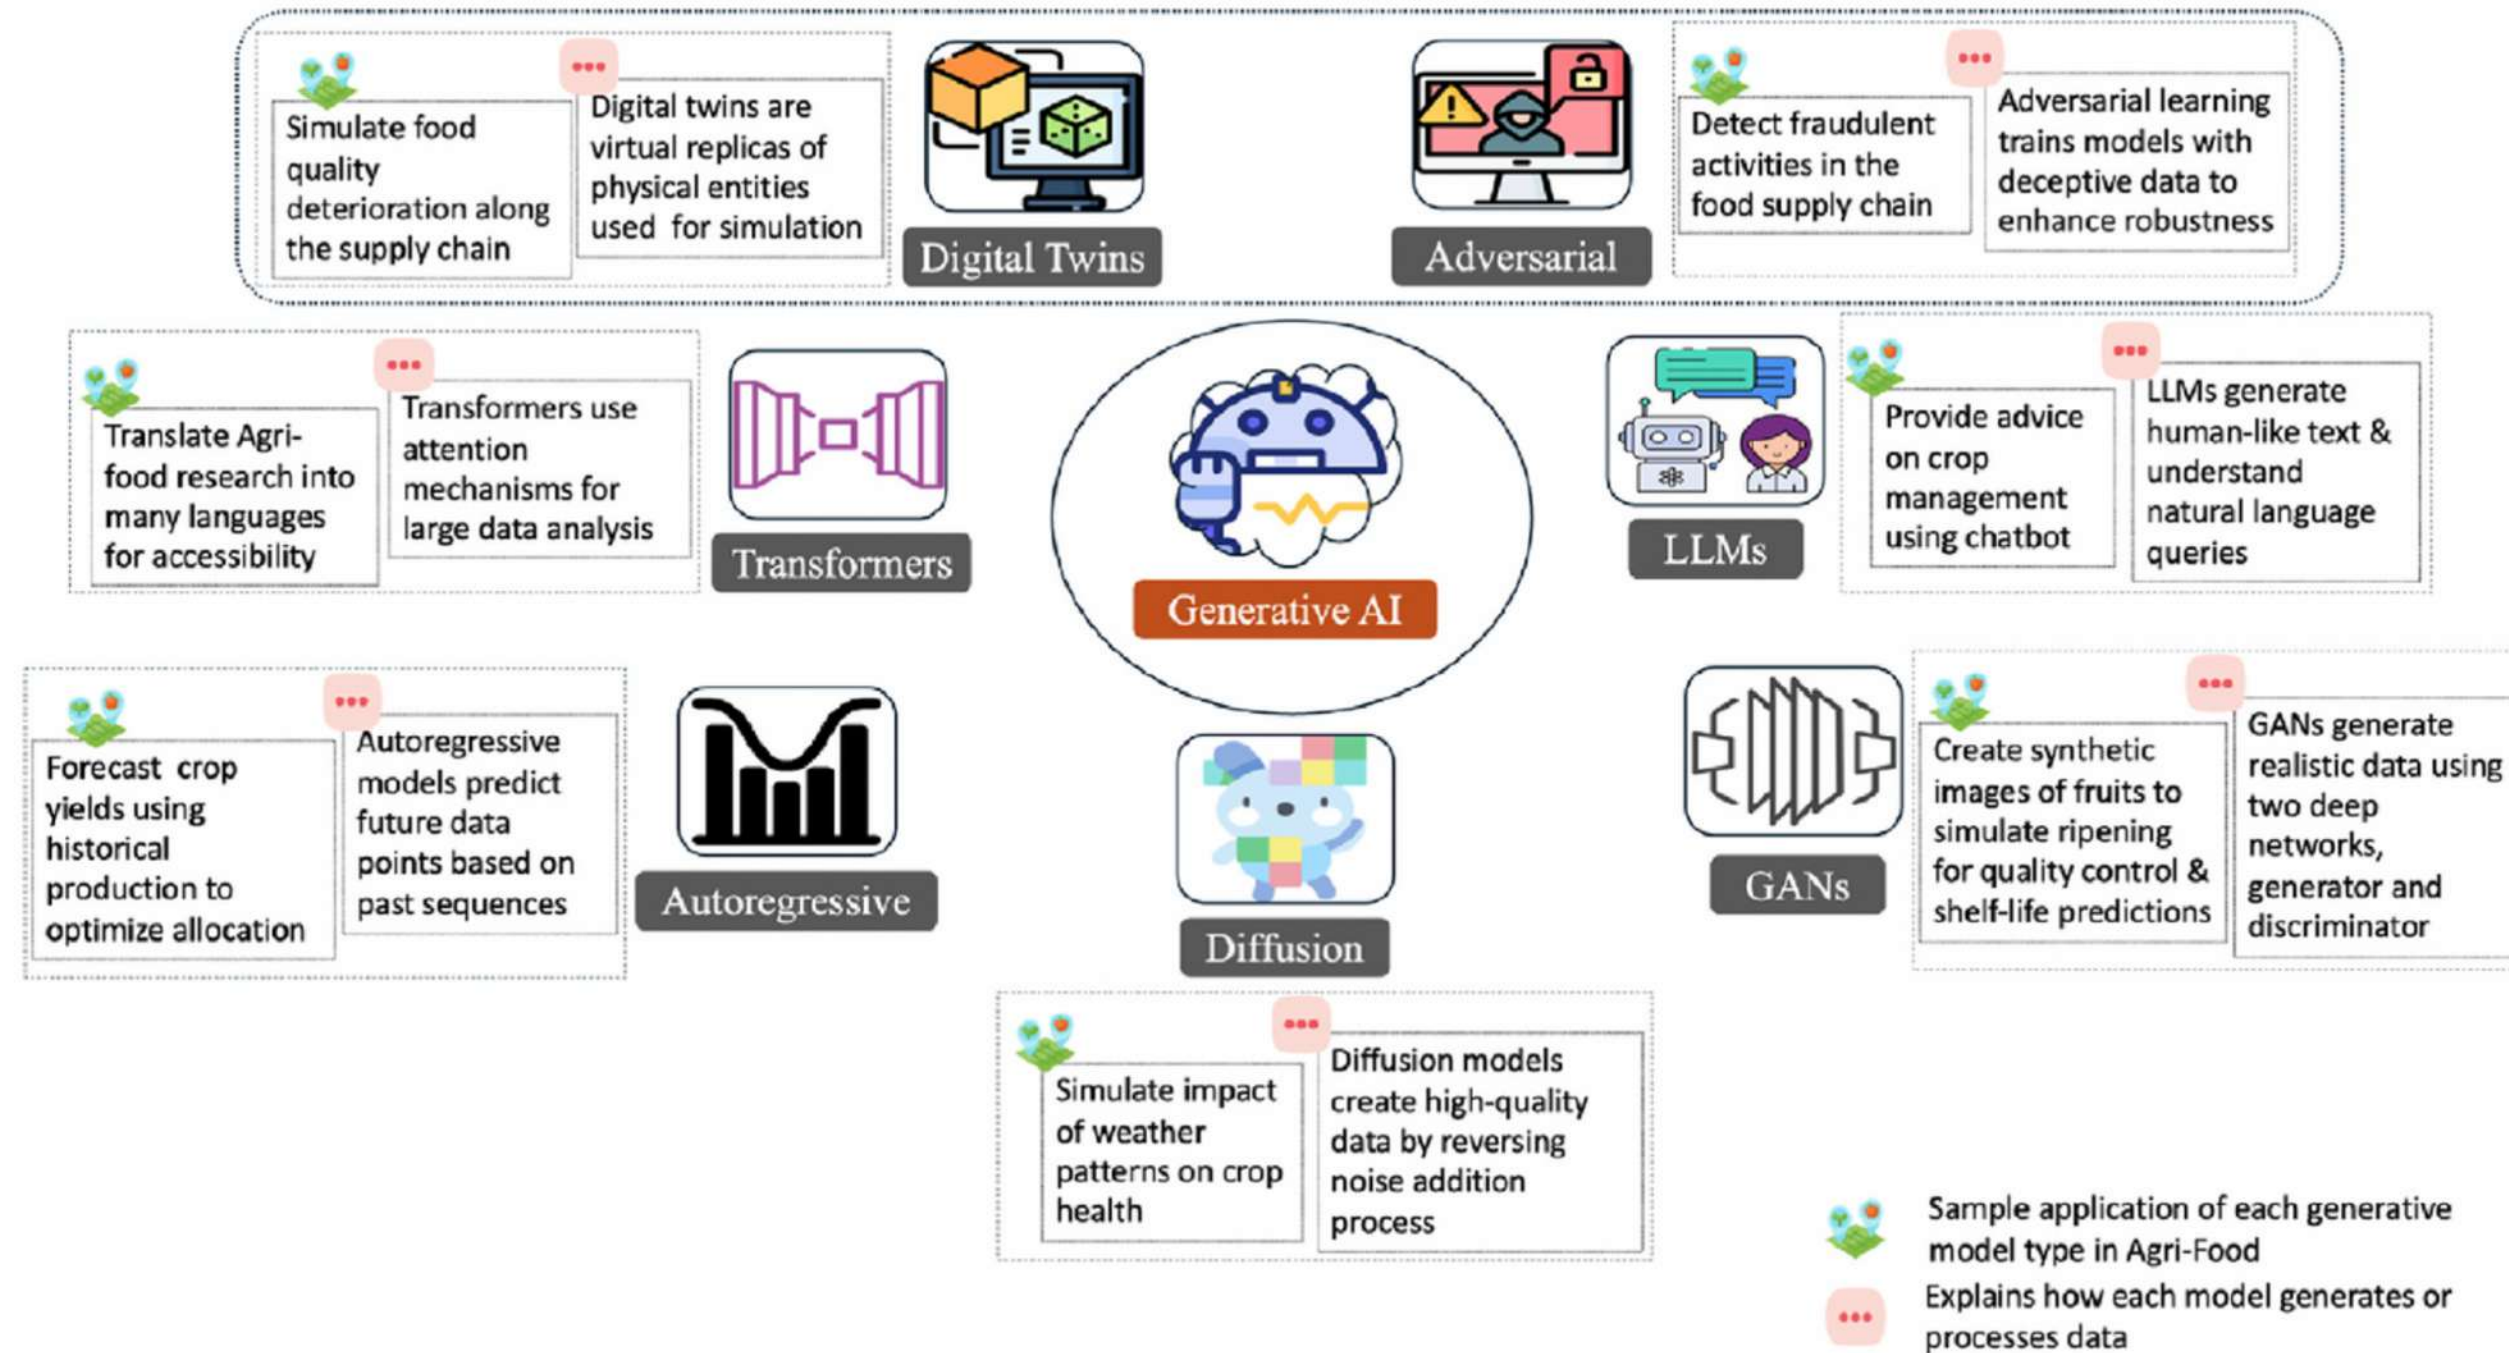 Simulate food
quality
deterioration along
the supply chain
Digital twins are
virtual replicas of
physical entities
used for simulation
Digital Twins
Adversarial
Detect fraudulent
activities in the
food supply chain
Adversarial learning
trains models with
deceptive data to
enhance robustness
Translate Agri-
food research into
many languages
for accessibility
Transformers use
attention
mechanisms for
large data analysis
Transformers
Generative AI
LLMs
Provide advice
on crop
management
using chatbot
LLMs generate
human-like text &
understand
natural language
queries
Forecast crop
yields using
historical
production to
optimize allocation
Autoregressive
models predict
future data
points based on
past sequences
Autoregressive
Diffusion
GANs
Create synthetic
images of fruits to
simulate ripening
for quality control &
shelf-life predictions
GANs generate
realistic data using
two deep
networks,
generator and
discriminator
Simulate impact
of weather
patterns on crop
health
Diffusion models
create high-quality
data by reversing
noise addition
process
Sample application of each generative
model type in Agri-Food
Explains how each model generates or
processes data